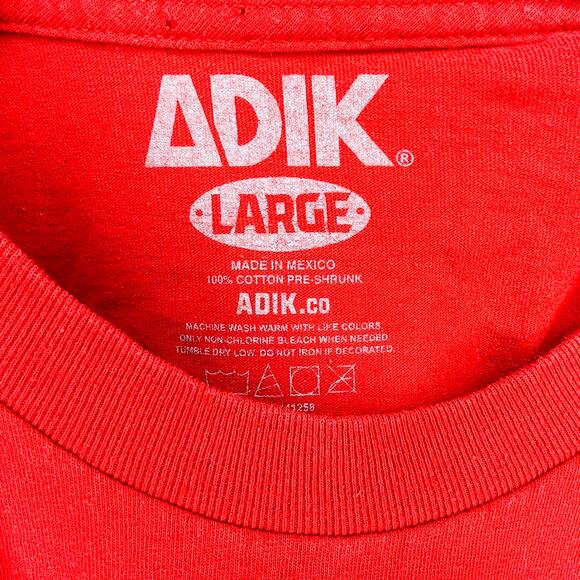 ADIK®
·LARGE·
MADE IN MEXICO
100% COTTON PRE-SHRUNK
ADIK.co
MACHINE WASH WARM WITH LIKE COLORS
ONLY NON-CHLORINE BLEACH WHEN NEEDED.
TUMBLE DRY LOW. DO NOT IRON IF DECORATED.